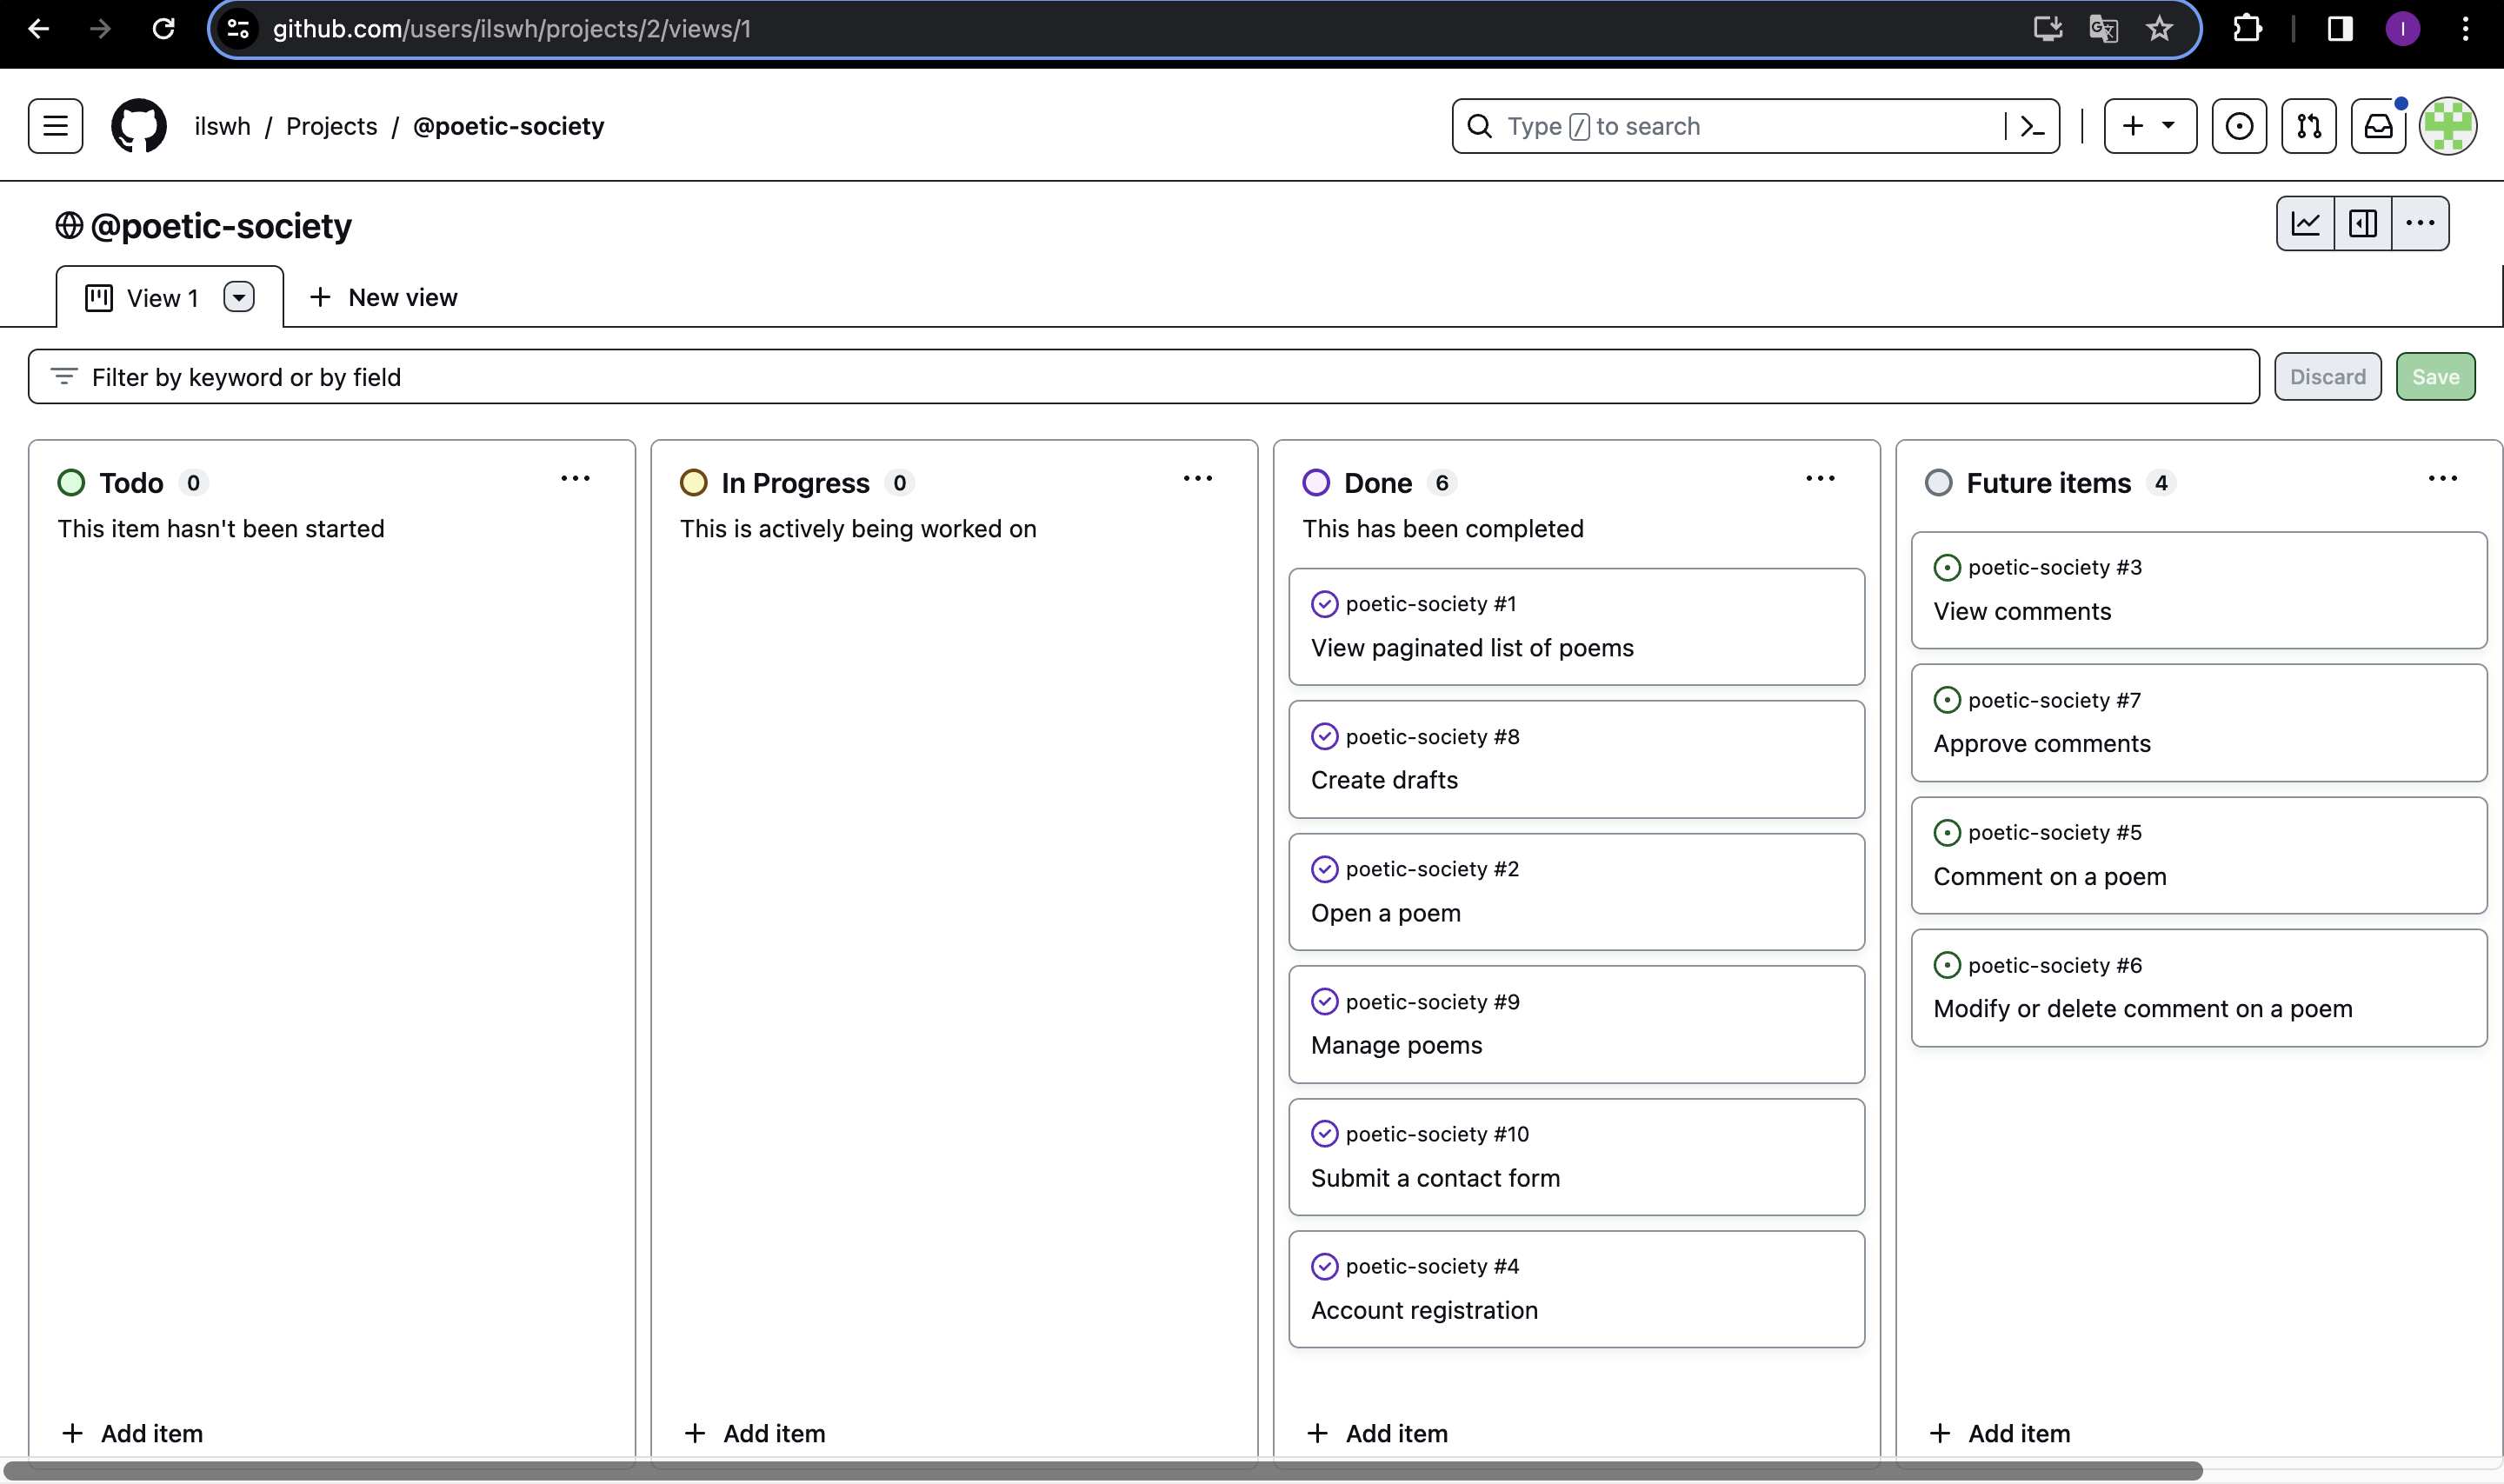 github.com/users/ilswh/projects/2/views/1
I
ilswh / Projects / @poetic-society
Type / to search
@poetic-society
View 1
New view
Filter by keyword or by field
Discard
Save
Todo 0
This item hasn't been started
Add item
In Progress 0
This is actively being worked on
Add item
Done 6
This has been completed
poetic-society #1
View paginated list of poems
poetic-society #8
Create drafts
poetic-society #2
Open a poem
poetic-society #9
Manage poems
poetic-society #10
Submit a contact form
poetic-society #4
Account registration
Add item
Future items 4
poetic-society #3
View comments
poetic-society #7
Approve comments
poetic-society #5
Comment on a poem
poetic-society #6
Modify or delete comment on a poem
Add item